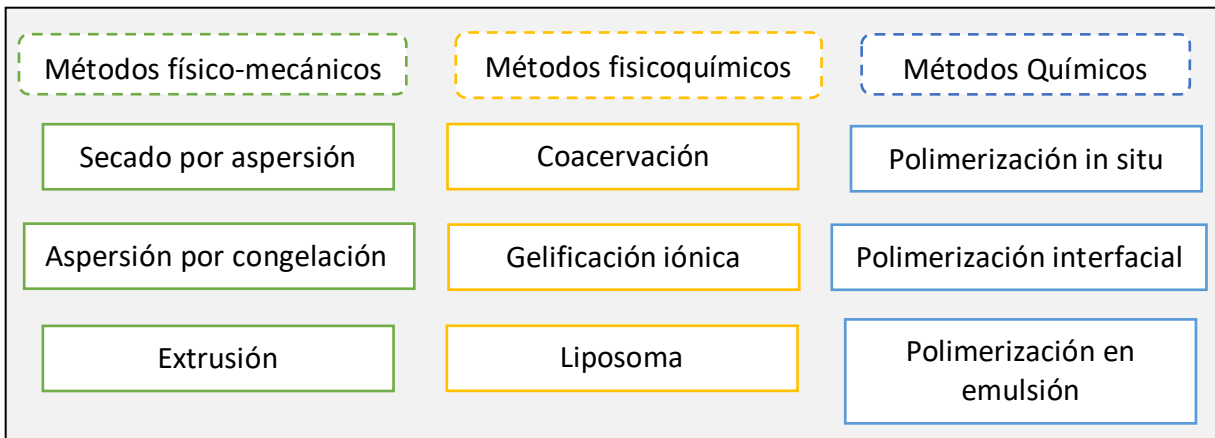 Métodos físico-mecánicos
Métodos fisicoquímicos
Métodos Químicos
Secado por aspersión
Coacervación
Polimerización in situ
Aspersión por congelación
Gelificación iónica
Polimerización interfacial
Extrusión
Liposoma
Polimerización en
emulsión